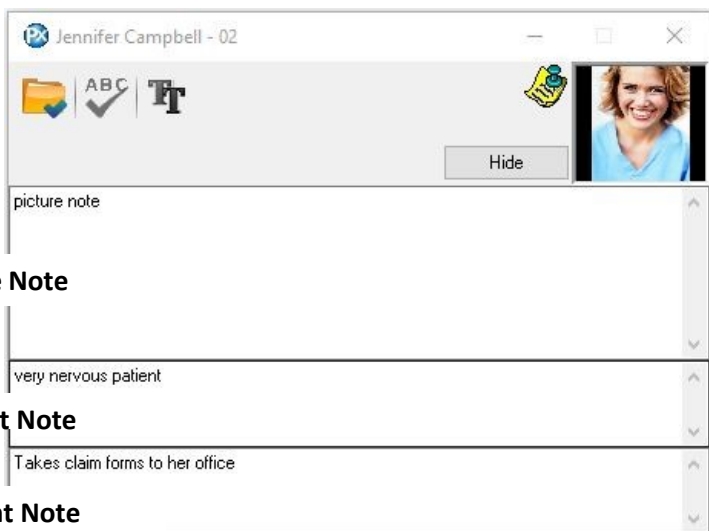 Jennifer Campbell - 02
ABC
Hide
picture note
Note
very nervous patient
t Note
Takes claim forms to her office
nt Note